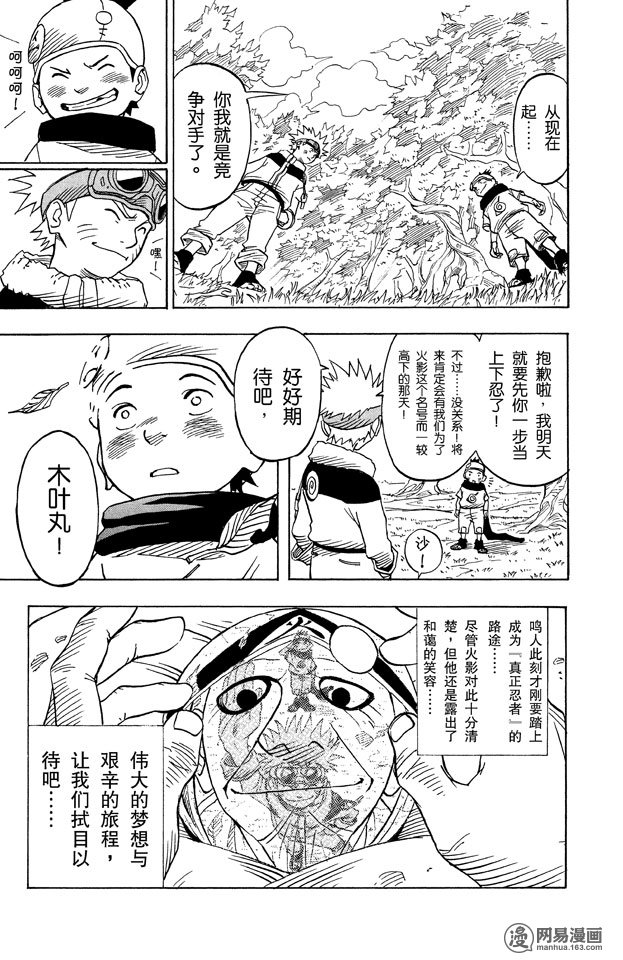 从现在
起……
你我就是竞
争对手了。
呵呵呵！
嘿！
抱歉啦，我明天
就要先你一步当
上下忍了！
不过……没关系！将
来肯定会有我们为了
火影这个名号而一较
高下的那天！
沙！
好好期
待吧，
木叶丸！
鸣人此刻才刚要踏上
成为『真正忍者』的
路途…
尽管火影对此十分清
楚，但他还是露出了
和蔼的笑容……
伟大的梦想与
艰辛的旅程，
让我们拭目以
待吧……
漫 网易漫画
manhua.163.com